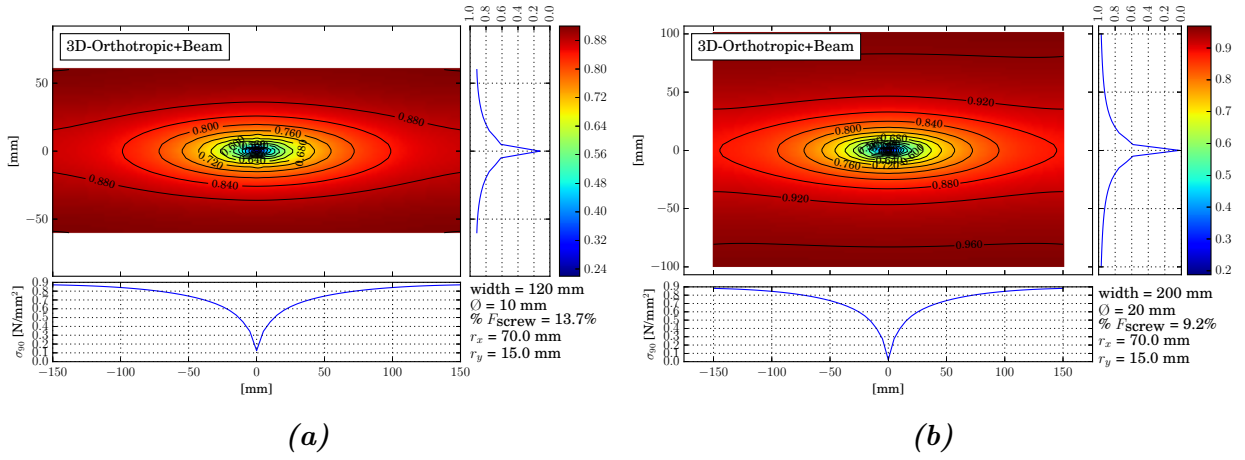 1.0 0.8 0.6 0.4 0.2 0.0
3D-Orthotropic+Beam
50
0
−50
[mm]
0.880
0.800
0.760
0.680
0.720
0.840
0.880
0.88
0.80
0.72
0.64
0.56
0.48
0.40
0.32
0.24
0.9
0.8
0.7
0.6
0.5
0.4
0.3
0.2
0.1
0.0
σ90 [N/mm²]
−150 −100 −50 0 50 100 150
[mm]
width = 120 mm
Ø = 10 mm
% Fscrew = 13.7%
rx = 70.0 mm
ry = 15.0 mm
(a)
1.0 0.8 0.6 0.4 0.2 0.0
3D-Orthotropic+Beam
100
50
0
−50
−100
[mm]
0.920
0.800
0.840
0.680
0.760
0.880
0.920
0.960
0.9
0.8
0.7
0.6
0.5
0.4
0.3
0.2
0.9
0.8
0.7
0.6
0.5
0.4
0.3
0.2
0.1
0.0
σ90 [N/mm²]
−150 −100 −50 0 50 100 150
[mm]
width = 200 mm
Ø = 20 mm
% Fscrew = 9.2%
rx = 70.0 mm
ry = 15.0 mm
(b)